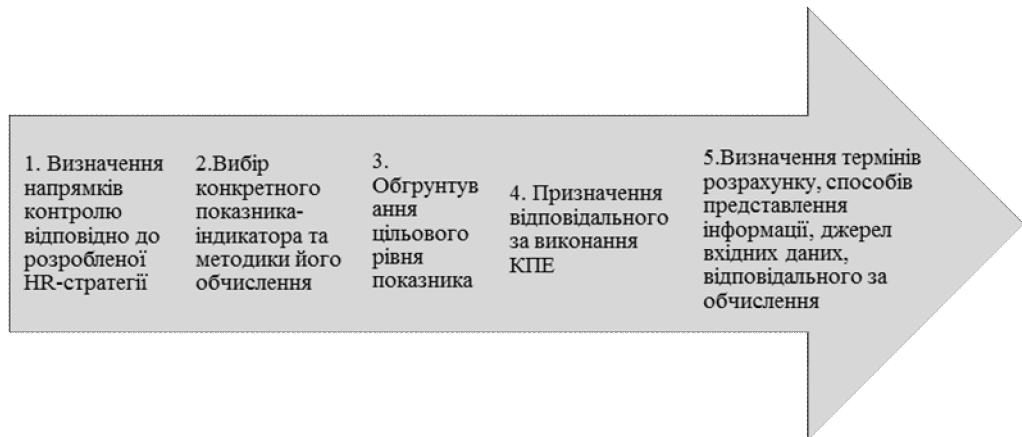 1. Визначення
напрямків
контролю
відповідно до
розробленої
HR-стратегії
2.Вибір
конкретного
показника-
індикатора та
методики його
обчислення
3.
Обгрунтув
ання
цільового
рівня
показника
4. Призначення
відповідального
за виконання
КПЕ
5.Визначення термінів
розрахунку, способів
представлення
інформації, джерел
вхідних даних,
відповідального за
обчислення